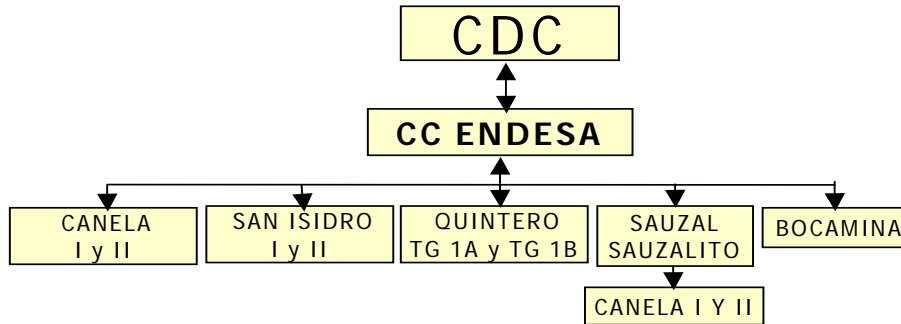 CDC
CC ENDESA
CANELA
I y II
SAN ISIDRO
I y II
QUINTERO
TG 1A y TG 1B
SAUZAL
SAUZALITO
BOCAMINA
CANELA I Y II